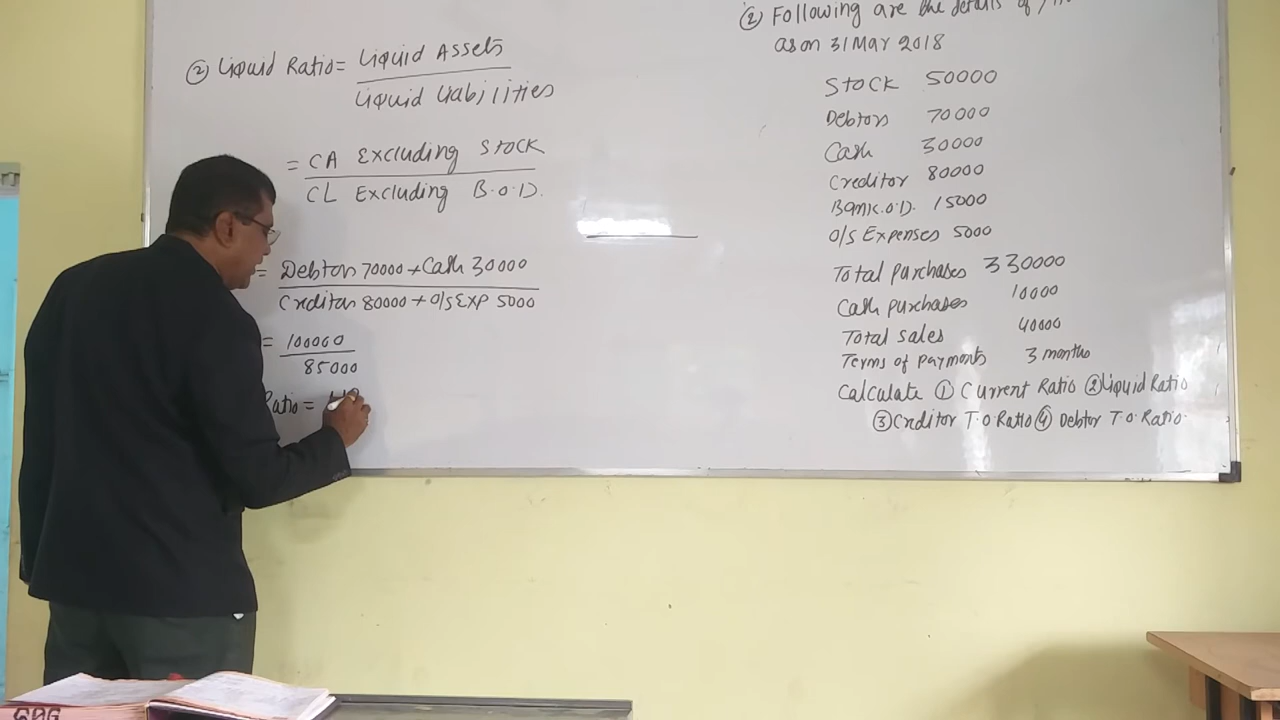 ② Liquid Ratio = Liquid Assets
Liquid Liabilities
= CA Excluding Stock
CL Excluding B.O.D.
= Debtors 70000 + Cash 30000
Creditors 80000 + O/S Exp 5000
= 100000
85000
Ratio =
② Following are the details of
as on 31 Mar 2018
Stock 50000
Debtors 70000
Cash 30000
Creditor 80000
Bank O.D. 15000
O/S Expenses 5000
Total purchases 330000
Cash purchases 10000
Total sales 40000
Terms of payments 3 months
Calculate ① Current Ratio ② Liquid Ratio
③ Creditor T.O. Ratio ④ Debtor T.O. Ratio.